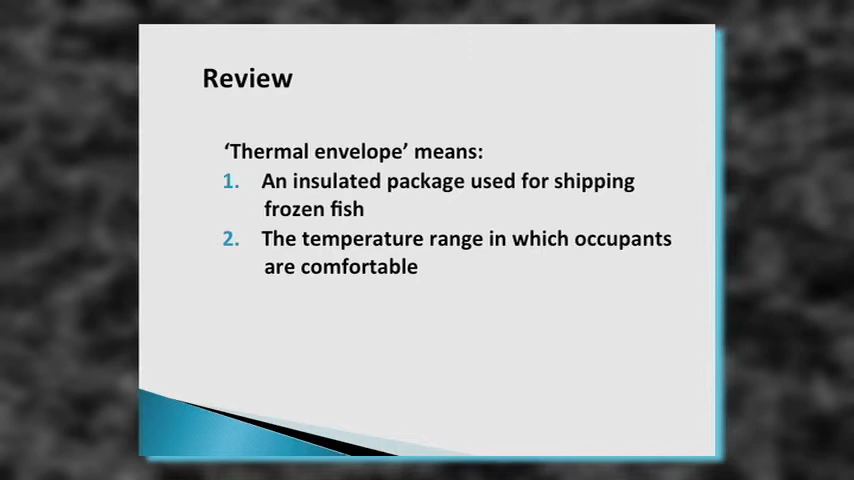 Review
‘Thermal envelope’ means:
1. An insulated package used for shipping
frozen fish
2. The temperature range in which occupants
are comfortable